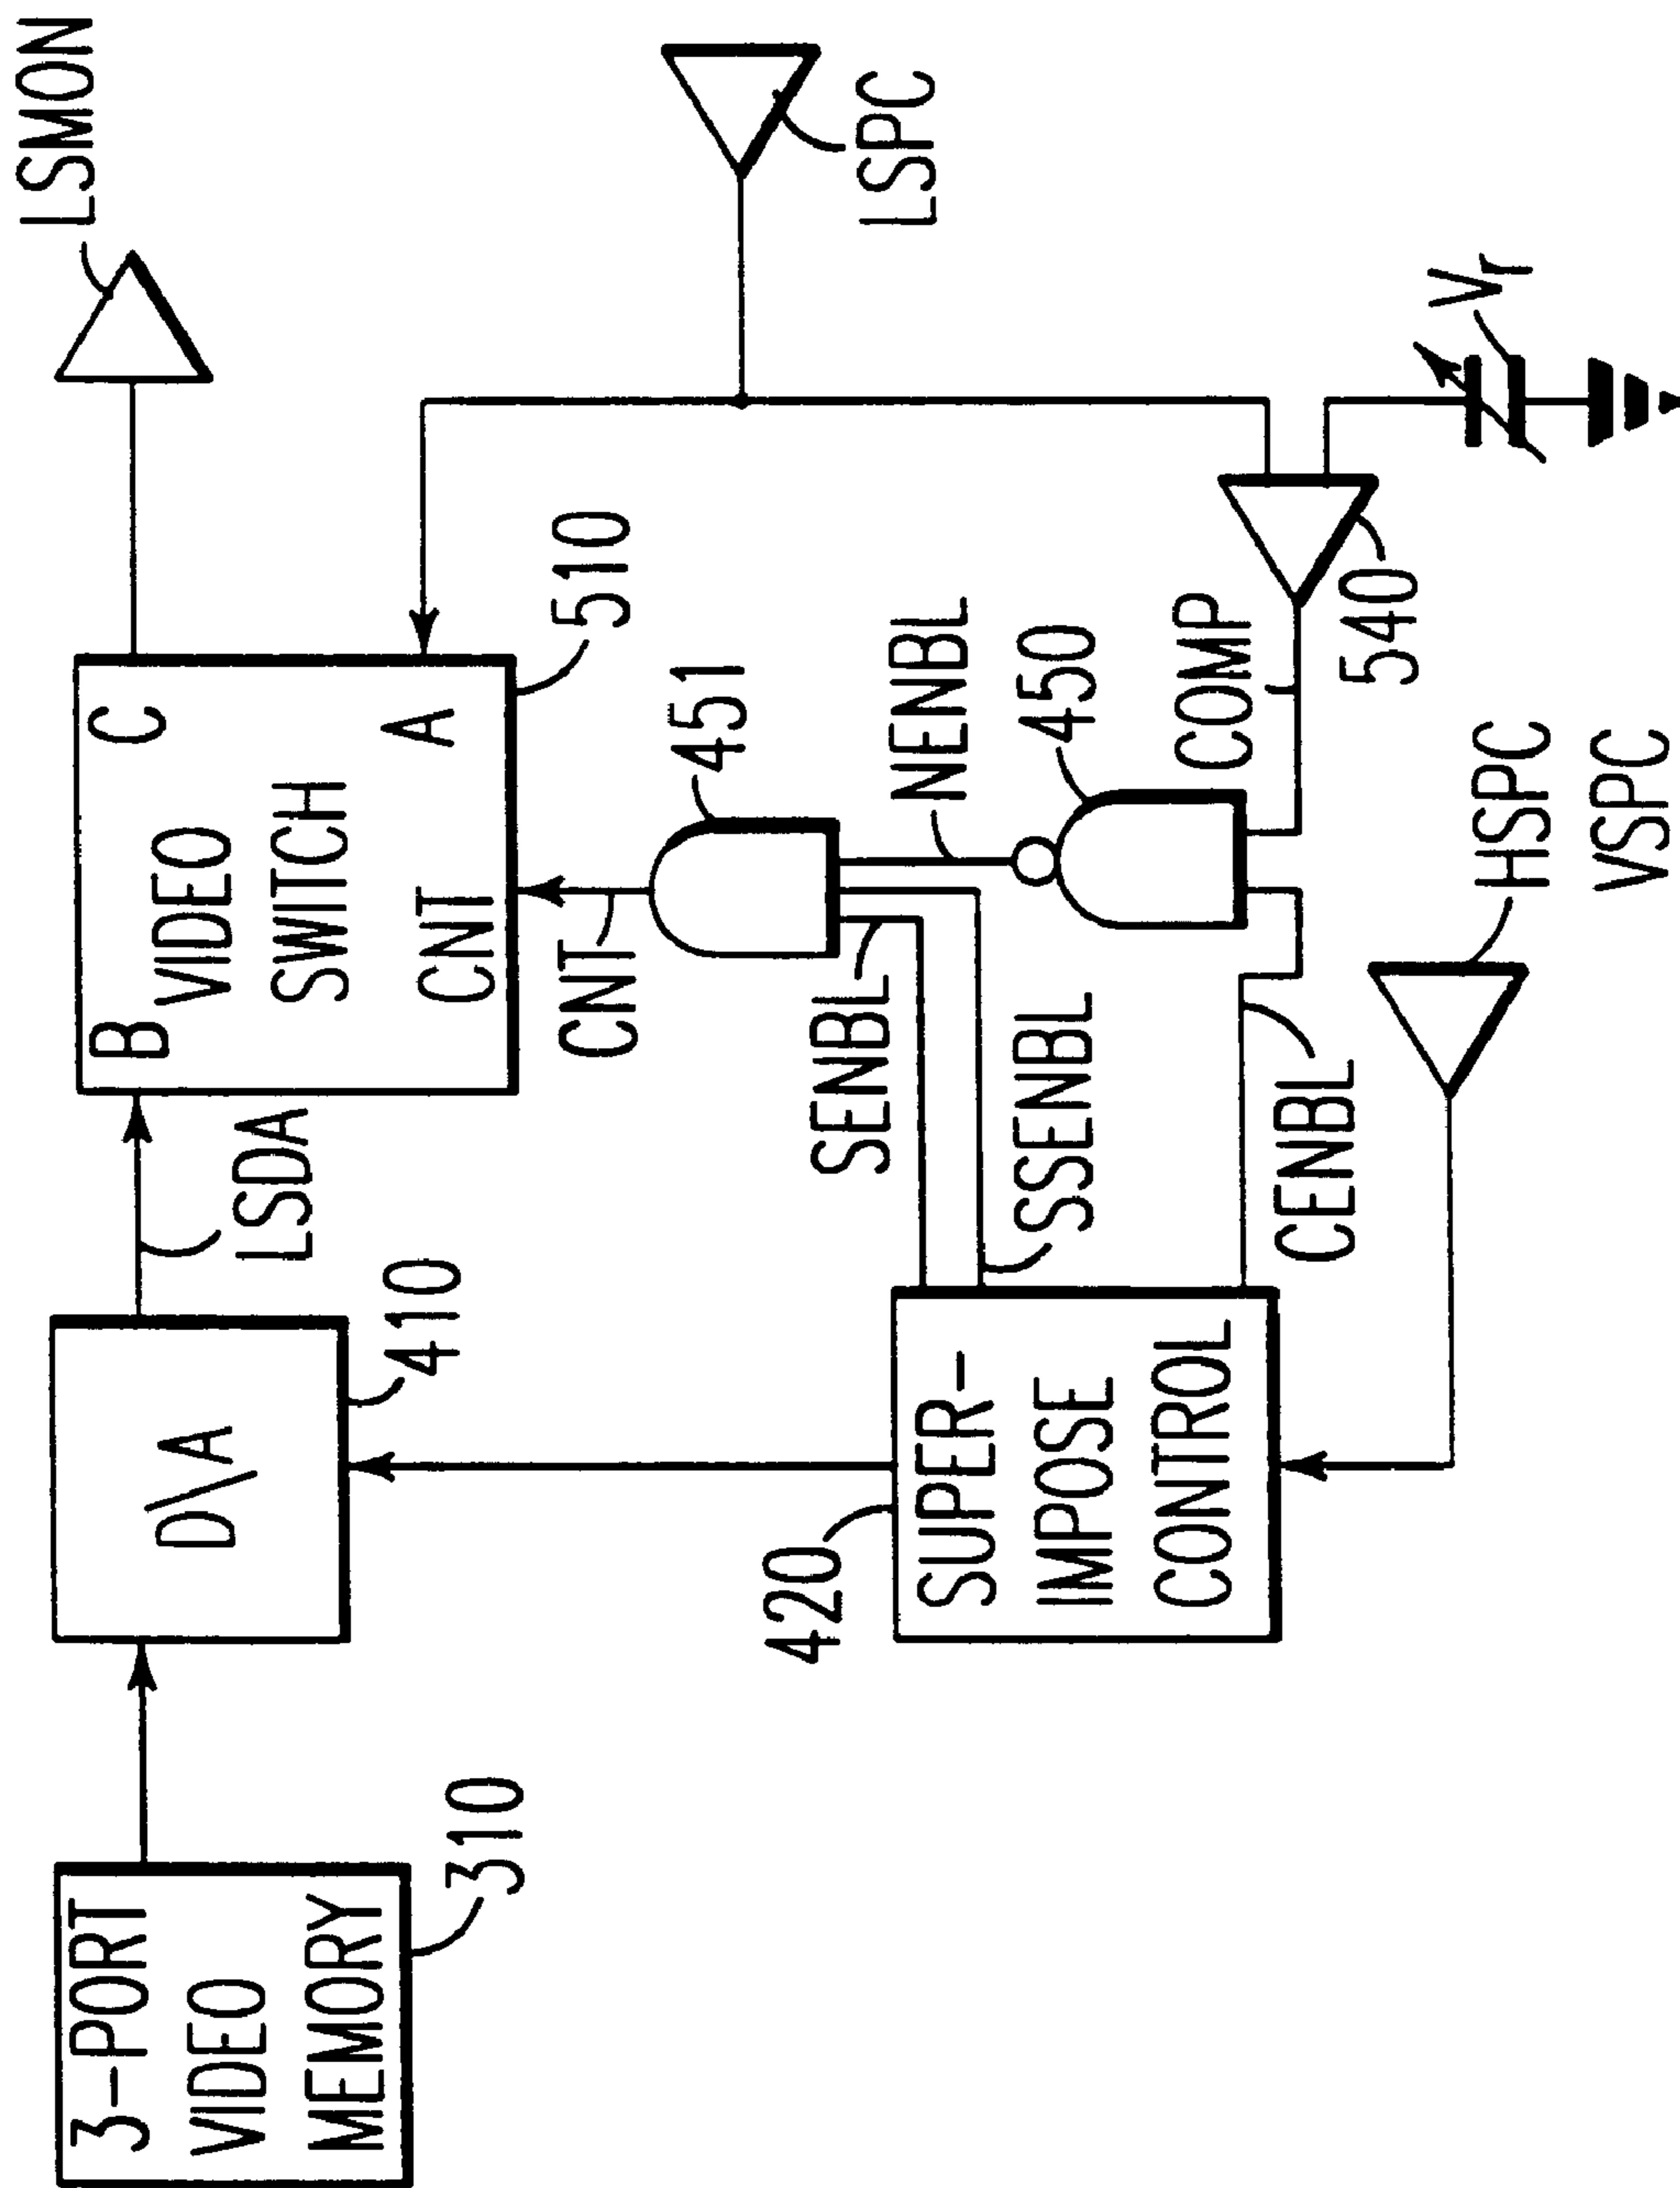 3-PORT
VIDEO
MEMORY
310
D/A
410
LSDA
B
C
VIDEO
SWITCH
CNT
A
510
LSMON
LSPC
CNT
451
SENBL
SSENBL
NENBL
450
COMP
540
Vr
420
SUPER-
IMPOSE
CONTROL
CENBL
HSPC
VSPC